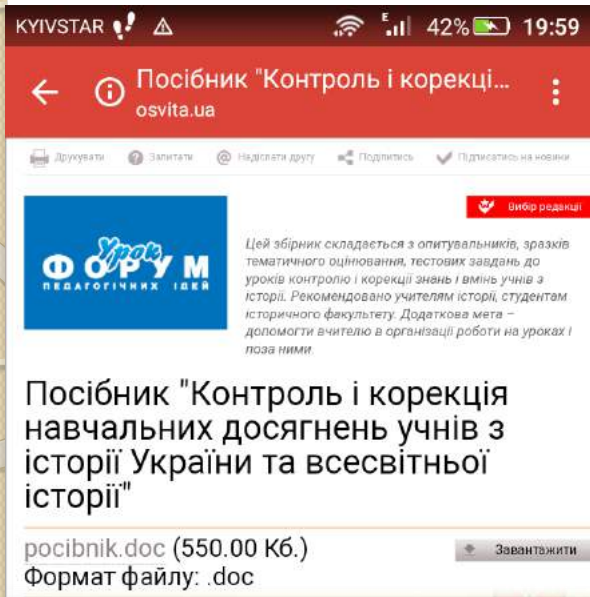 KYIVSTAR E 42% 19:59
Посібник "Контроль і корекці...
osvita.ua
Друкувати Запитати Надіслати другу Поділитись Підписатись на новини
Вибір редакції
Урок
ФОРУМ
ПЕДАГОГІЧНИХ ІДЕЙ
Цей збірник складається з опитувальників, зразків
тематичного оцінювання, тестових завдань до
уроків контролю і корекції знань і вмінь учнів з
історії. Рекомендовано учителям історії, студентам
історичного факультету. Додаткова мета –
допомогти вчителю в організації роботи на уроках і
поза ними.
Посібник "Контроль і корекція
навчальних досягнень учнів з
історії України та всесвітньої
історії"
pocibnik.doc (550.00 Кб.)
Завантажити
Формат файлу: .doc